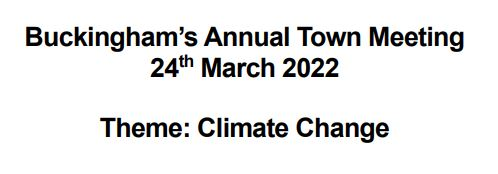 Buckingham’s Annual Town Meeting
24th March 2022
Theme: Climate Change